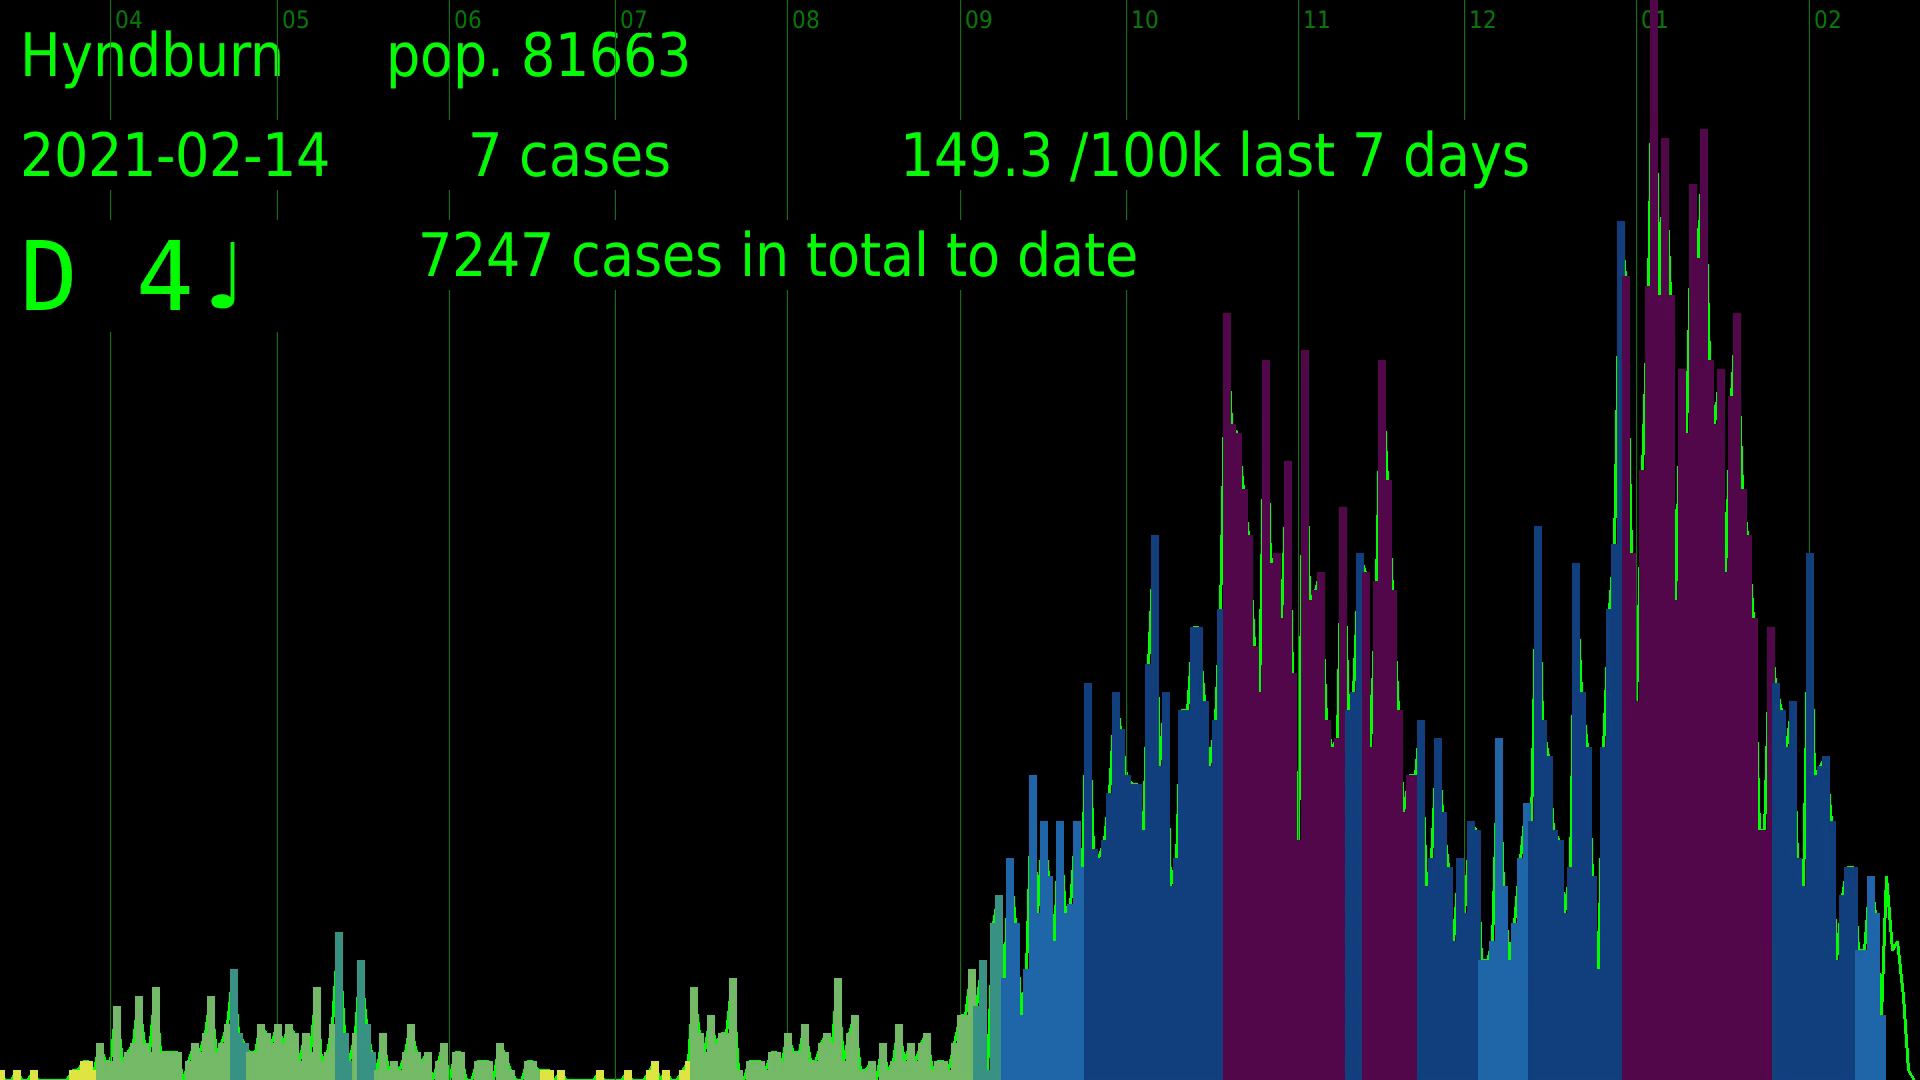 04 05 06 07 08 09 10 11 12 01 02
Hyndburn pop. 81663
2021-02-14 7 cases 149.3 /100k last 7 days
D 4♩ 7247 cases in total to date